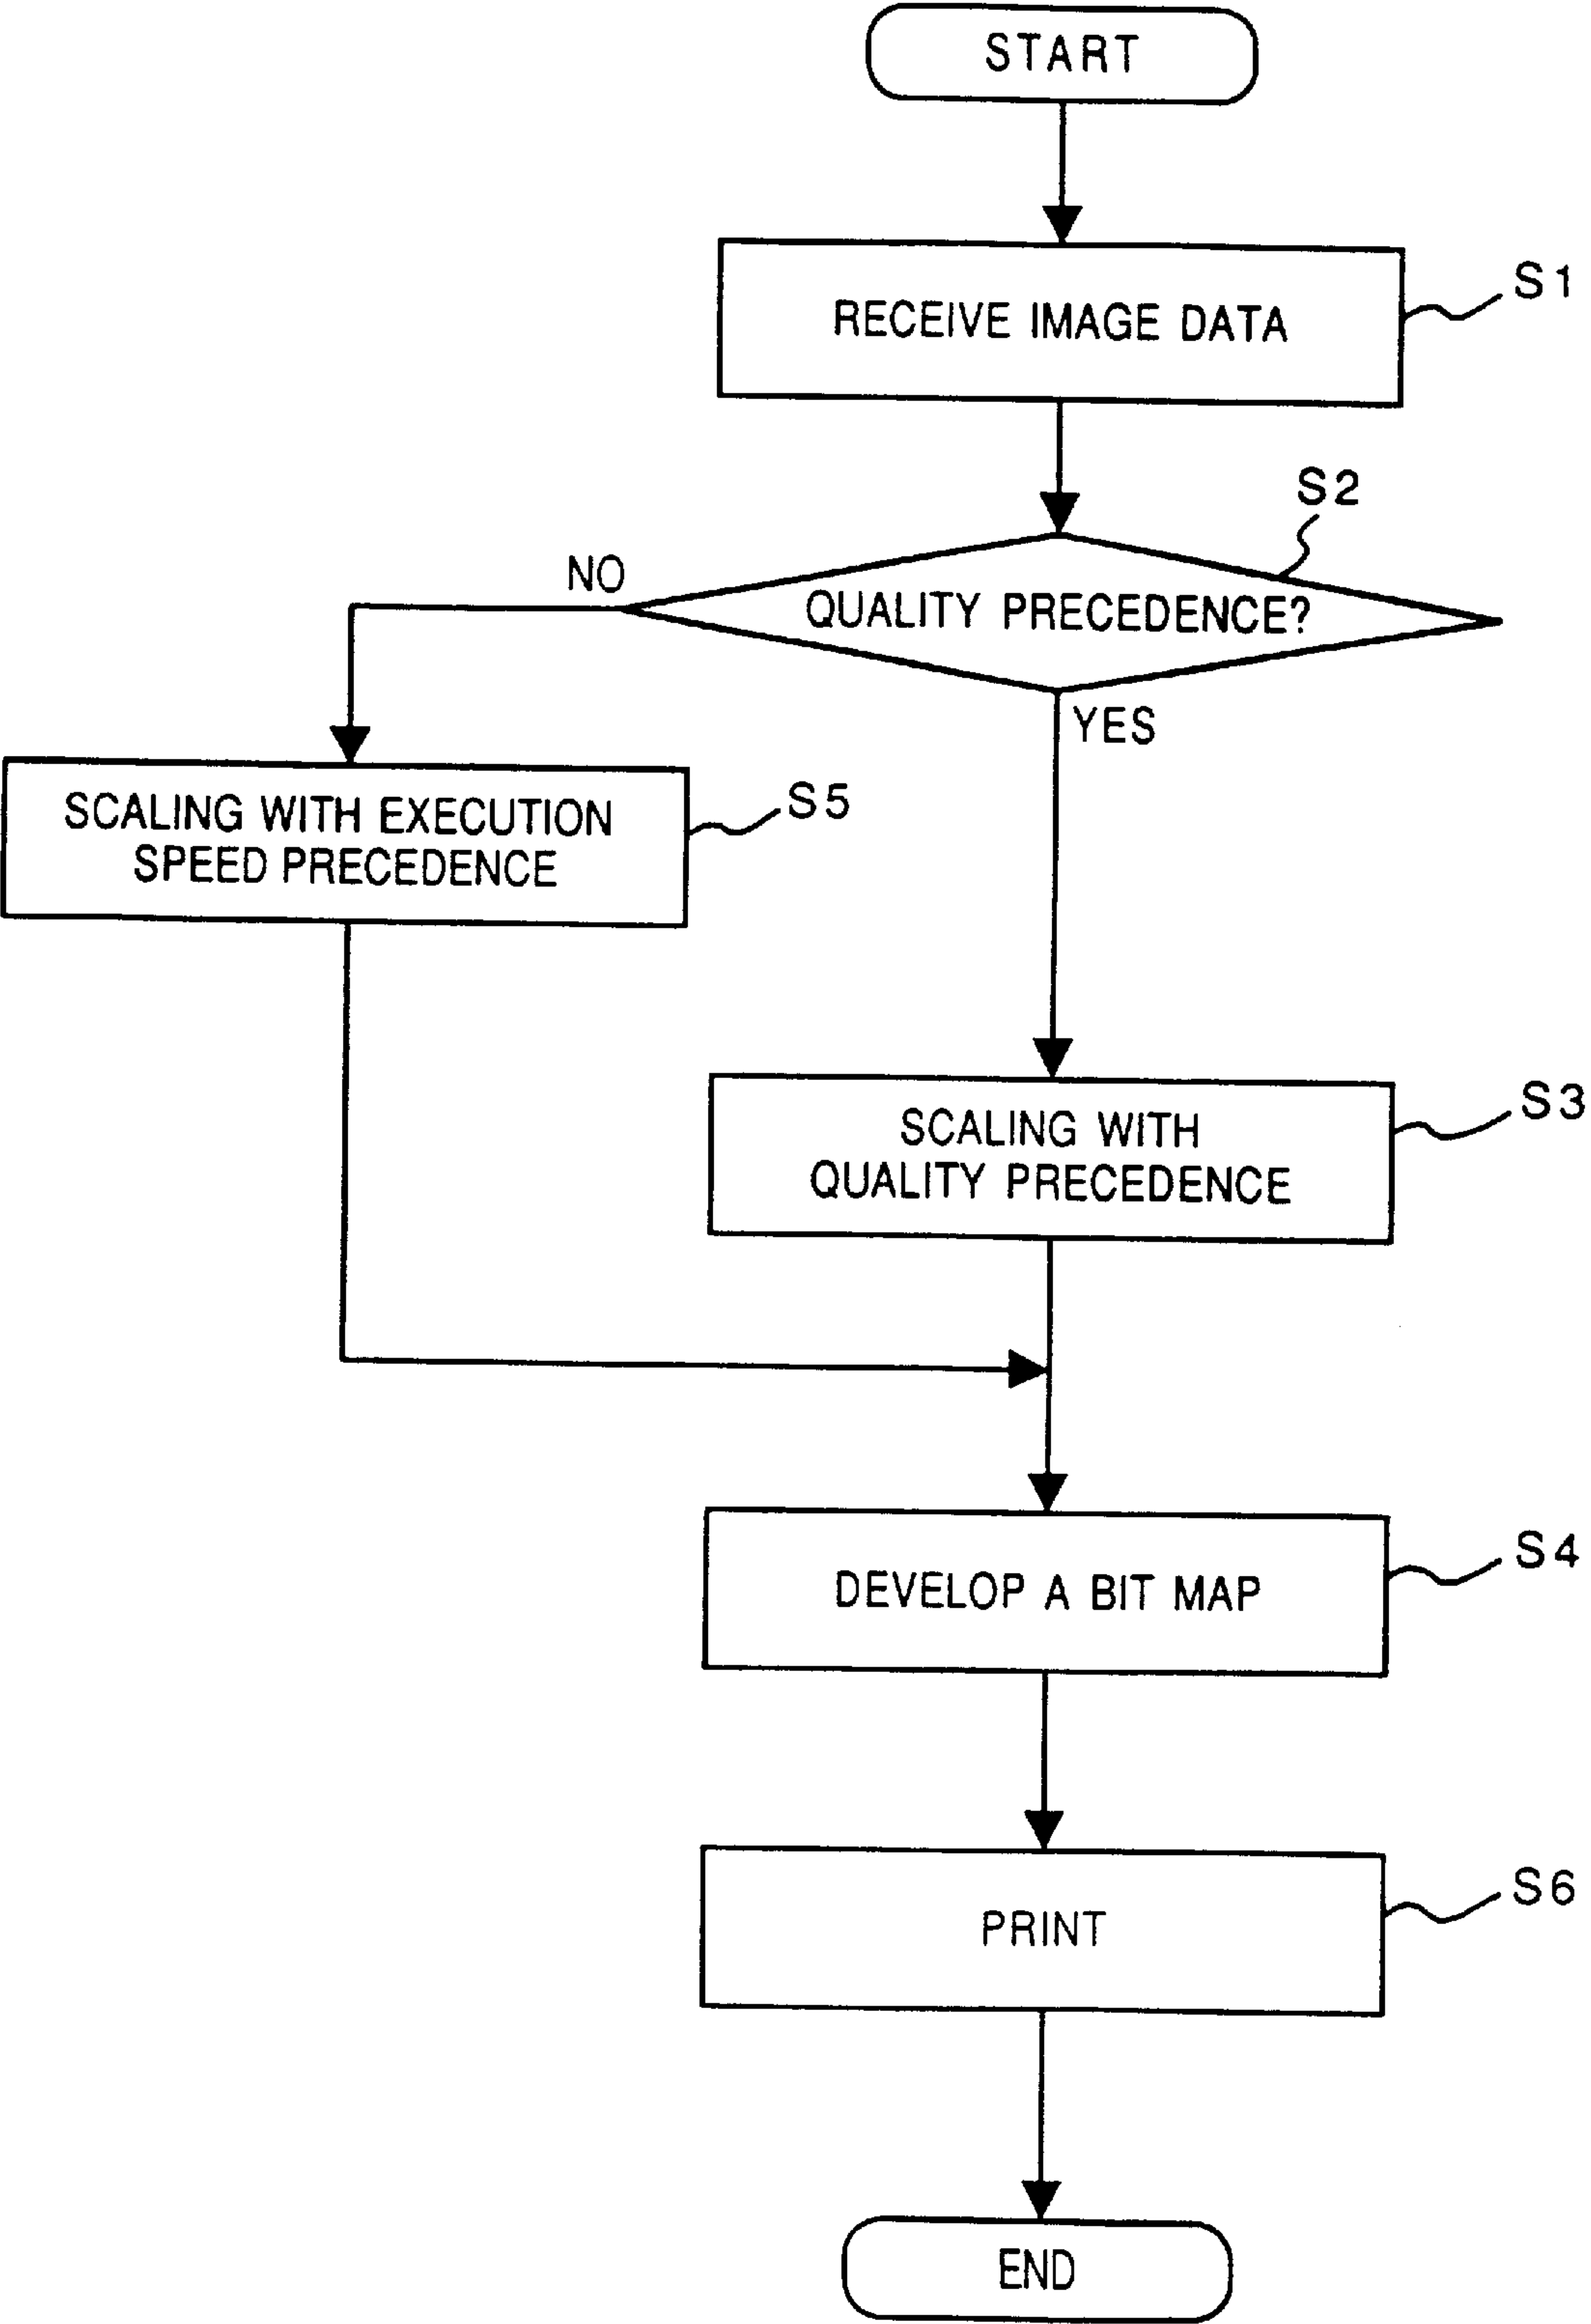 START
RECEIVE IMAGE DATA
S1
S2
NO
QUALITY PRECEDENCE?
YES
SCALING WITH EXECUTION
SPEED PRECEDENCE
S5
SCALING WITH
QUALITY PRECEDENCE
S3
DEVELOP A BIT MAP
S4
PRINT
S6
END